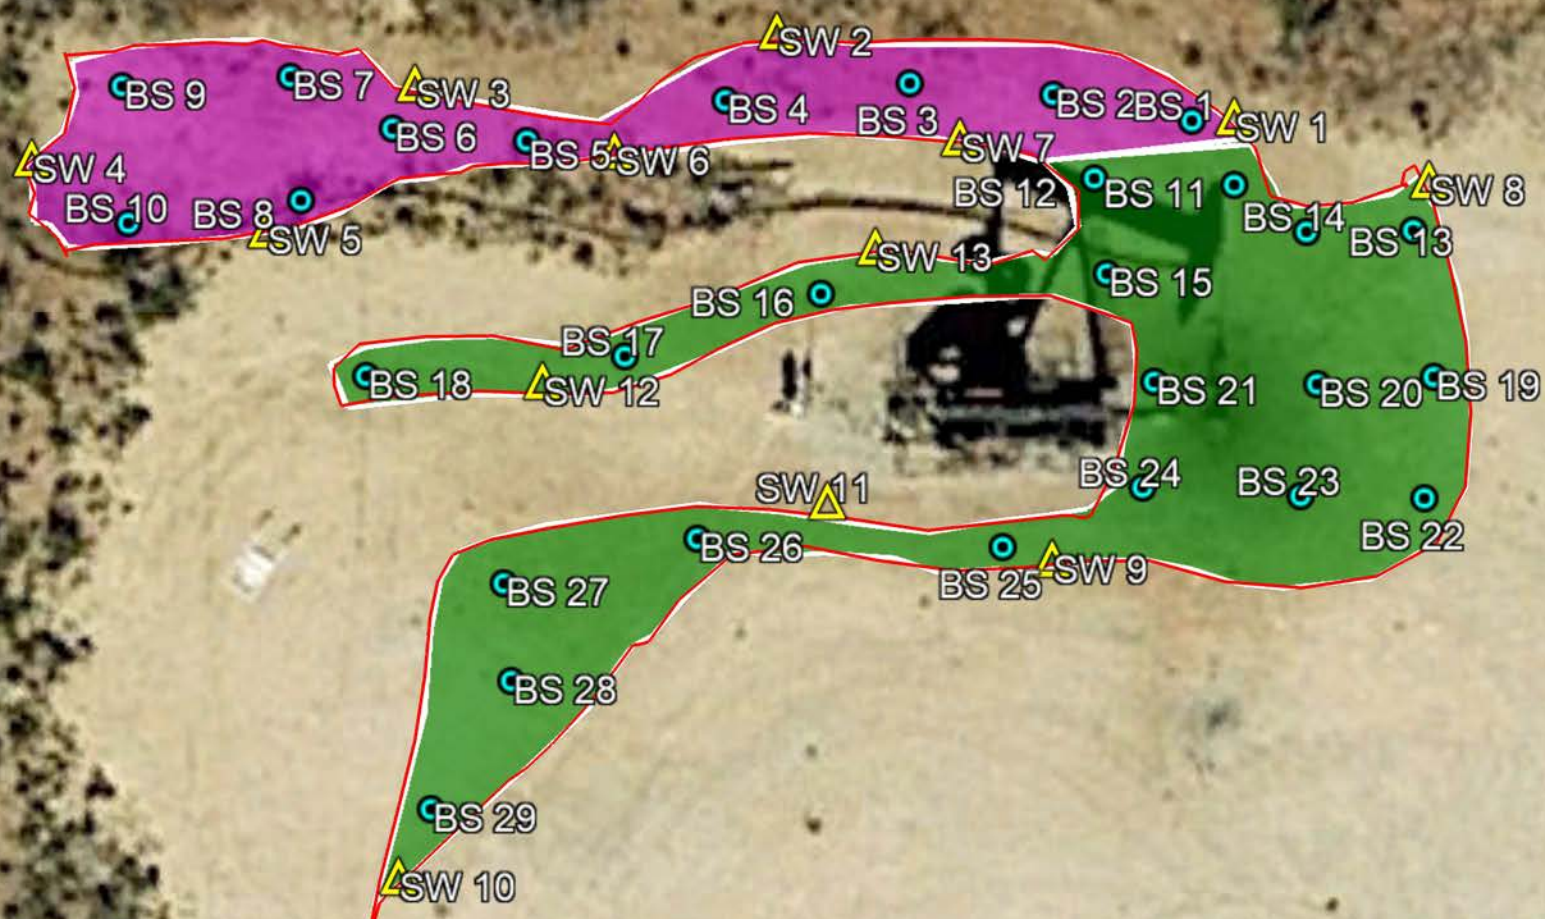 SW 2
BS 9
BS 7
SW 3
BS 4
BS 3
BS 2
BS 1
SW 1
BS 6
BS 5
SW 6
SW 7
SW 4
BS 10
BS 8
SW 5
BS 12
BS 11
SW 8
BS 14
BS 13
SW 13
BS 15
BS 16
BS 17
BS 18
SW 12
BS 21
BS 20
BS 19
BS 24
BS 23
SW 11
BS 22
BS 26
BS 25
SW 9
BS 27
BS 28
BS 29
SW 10